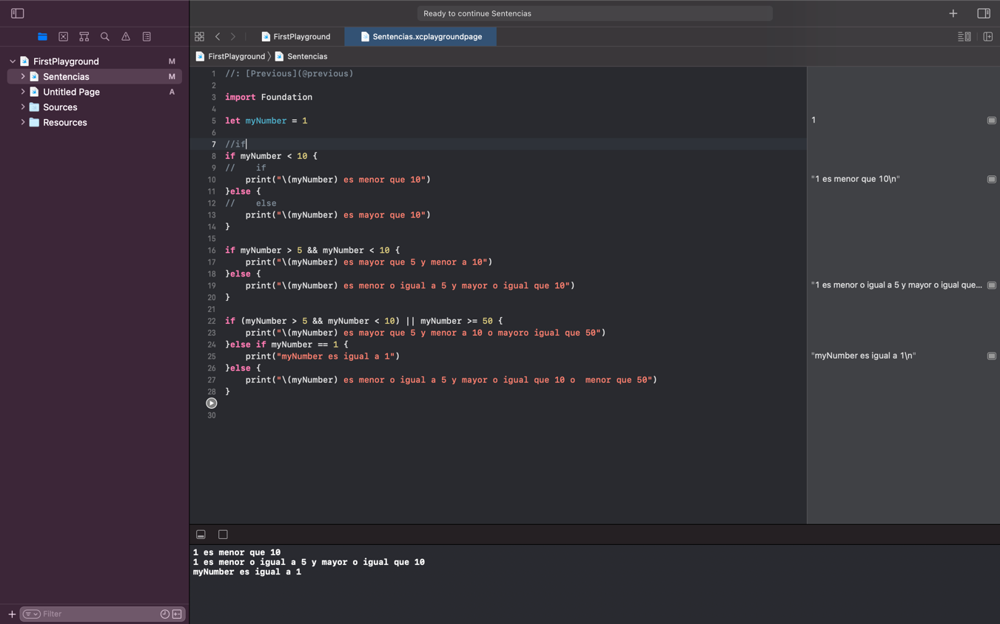 Ready to continue Sentencias
FirstPlayground
Sentencias.xcplaygroundpage
FirstPlayground M
Sentencias M
Untitled Page A
Sources
Resources
Filter
FirstPlayground
Sentencias
1 //: [Previous](@previous)
2
3 import Foundation
4
5 let myNumber = 1
6
7 //if
8 if myNumber < 10 {
9 //    if
10     print("\(myNumber) es menor que 10")
11 }else {
12 //    else
13     print("\(myNumber) es mayor que 10")
14 }
15
16 if myNumber > 5 && myNumber < 10 {
17     print("\(myNumber) es mayor que 5 y menor a 10")
18 }else {
19     print("\(myNumber) es menor o igual a 5 y mayor o igual que 10")
20 }
21
22 if (myNumber > 5 && myNumber < 10) || myNumber >= 50 {
23     print("\(myNumber) es mayor que 5 y menor a 10 o mayoro igual que 50")
24 }else if myNumber == 1 {
25     print("myNumber es igual a 1")
26 }else {
27     print("\(myNumber) es menor o igual a 5 y mayor o igual que 10 o  menor que 50")
28 }
30
1
"1 es menor que 10\n"
"1 es menor o igual a 5 y mayor o igual que...
"myNumber es igual a 1\n"
1 es menor que 10
1 es menor o igual a 5 y mayor o igual que 10
myNumber es igual a 1